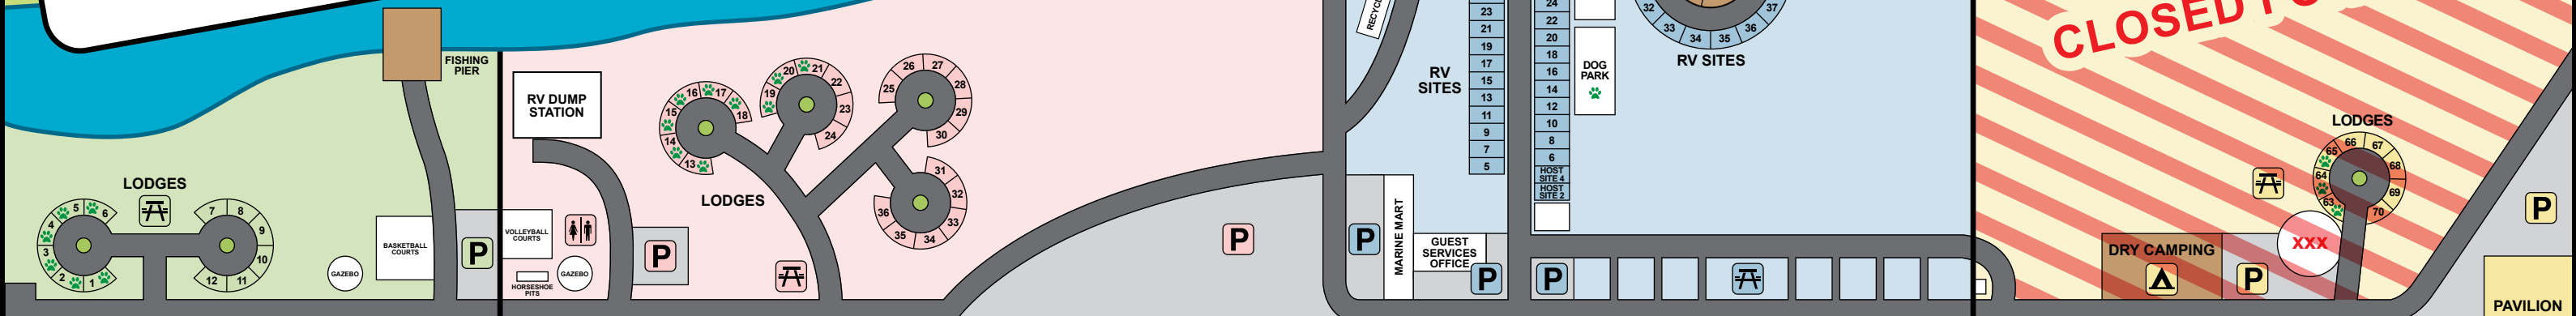 FISHING
PIER
LODGES
1
2
3
4
5
6
7
8
9
10
11
12
GAZEBO
BASKETBALL
COURTS
P
RV DUMP
STATION
VOLLEYBALL
COURTS
HORSESHOE
PITS
GAZEBO
P
LODGES
13
14
15
16
17
18
19
20
21
22
23
24
25
26
27
28
29
30
31
32
33
34
35
36
P
P
MARINE MART
GUEST
SERVICES
OFFICE
P
RV
SITES
23
21
19
17
15
13
11
9
7
5
24
22
20
18
16
14
12
10
8
6
HOST
SITE 4
HOST
SITE 2
DOG
PARK
P
32
33
34
35
36
37
RV SITES
LODGES
63
64
65
66
67
68
69
70
DRY CAMPING
P
XXX
P
PAVILION